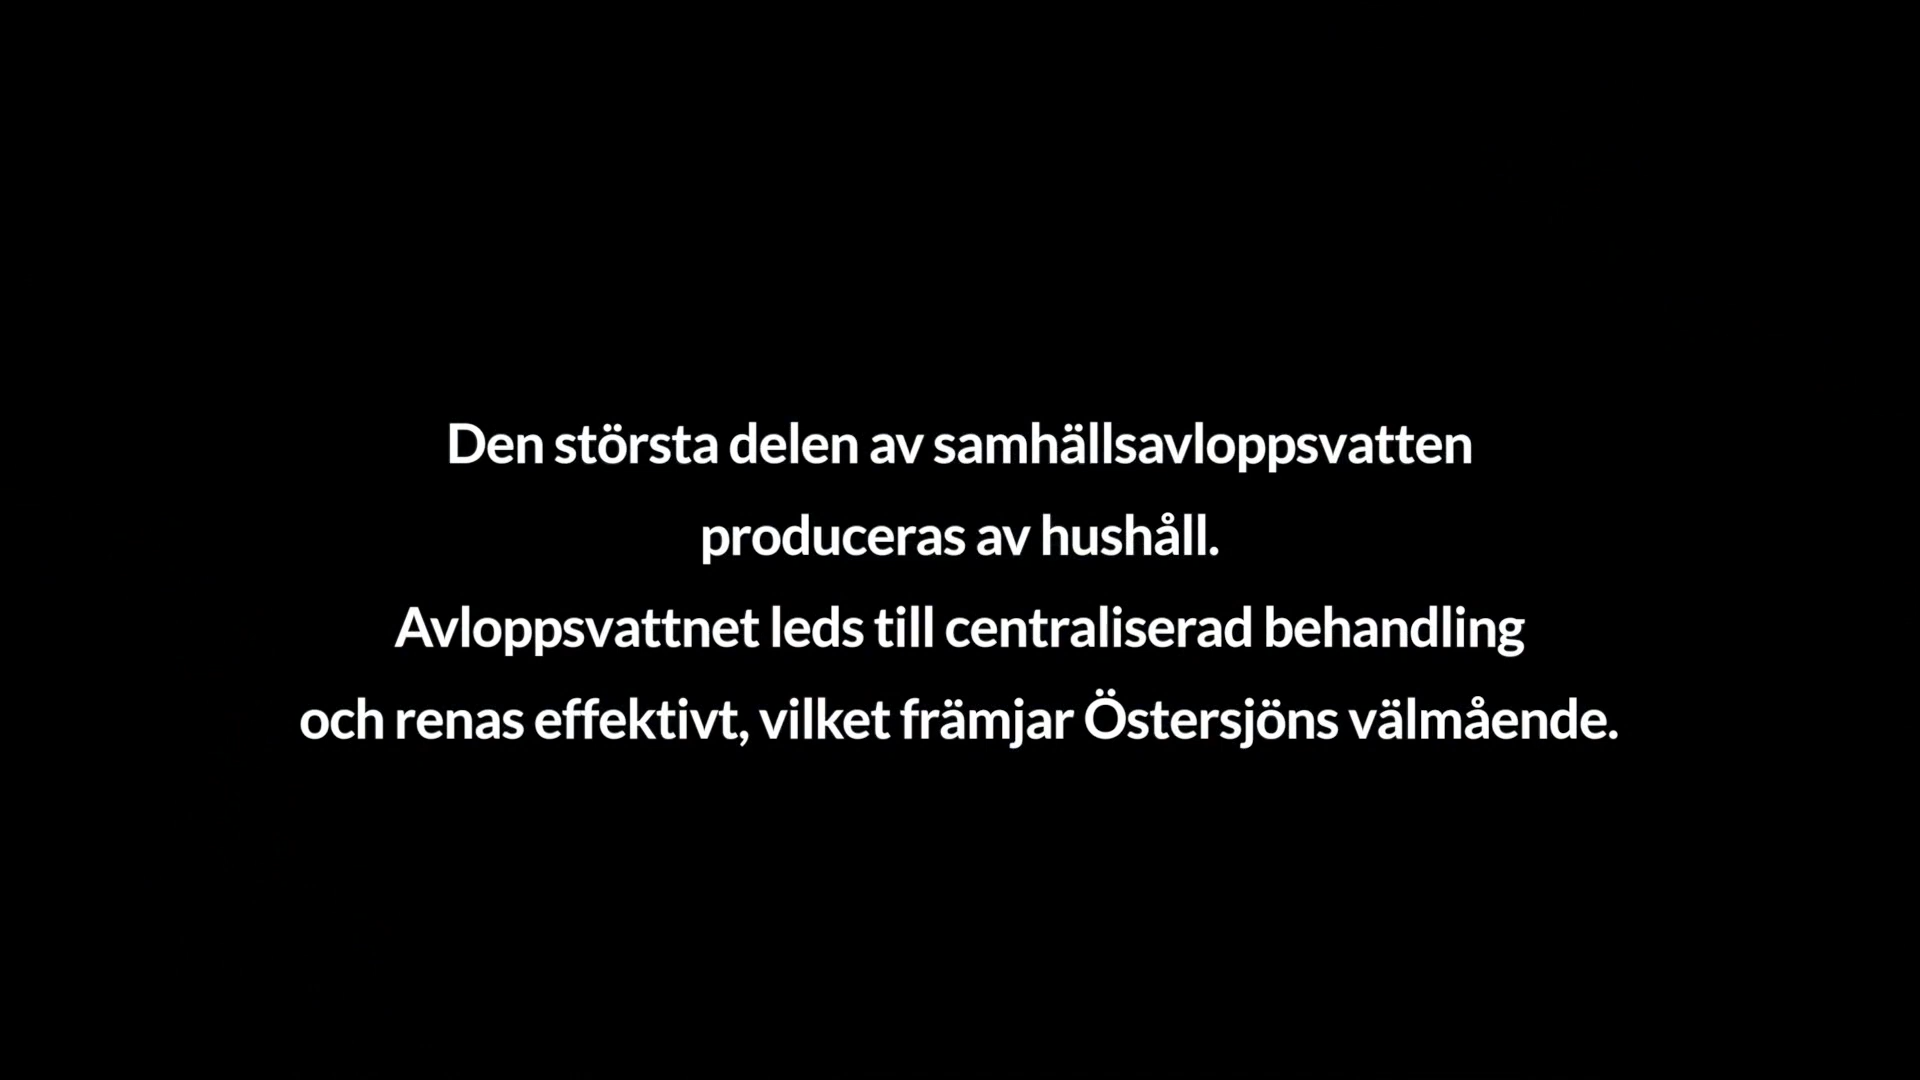 Den största delen av samhällsavloppsvatten
produceras av hushåll.
Avloppsvattnet leds till centraliserad behandling
och renas effektivt, vilket främjar Östersjöns välmående.